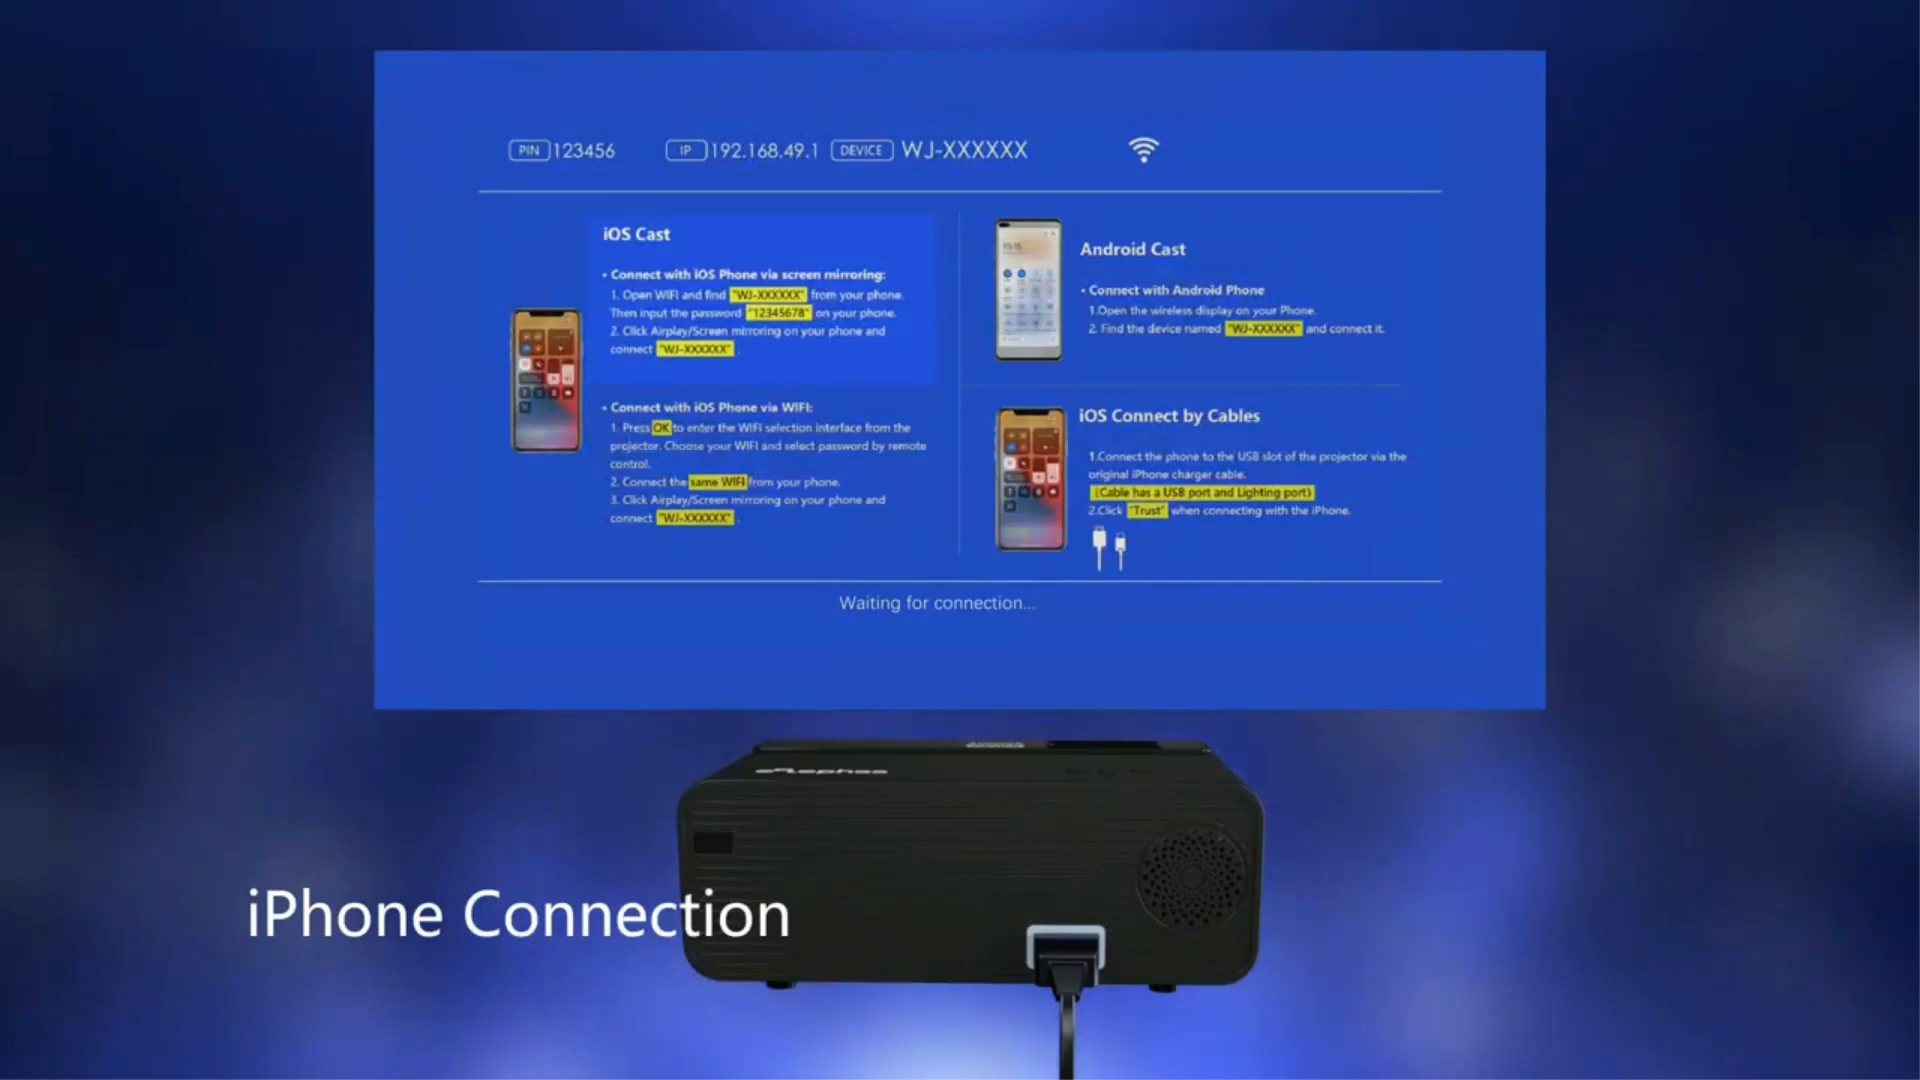 PIN 123456 IP 192.168.49.1 DEVICE WJ-XXXXXX
iOS Cast
• Connect with iOS Phone via screen mirroring:
1. Open WIFI and find "WJ-XXXXXX" from your phone.
Then input the password "12345678" on your phone.
2. Click Airplay/Screen mirroring on your phone and
connect "WJ-XXXXXX" .
• Connect with iOS Phone via WIFI:
1. Press OK to enter the WIFI selection interface from the
projector. Choose your WIFI and select password by remote
control.
2. Connect the same WIFI from your phone.
3. Click Airplay/Screen mirroring on your phone and
connect "WJ-XXXXXX" .
15:15
Android Cast
• Connect with Android Phone
1.Open the wireless display on your Phone.
2. Find the device named "WJ-XXXXXX" and connect it.
iOS Connect by Cables
1.Connect the phone to the USB slot of the projector via the
original iPhone charger cable.
(Cable has a USB port and Lighting port)
2.Click "Trust" when connecting with the iPhone.
Waiting for connection...
iPhone Connection